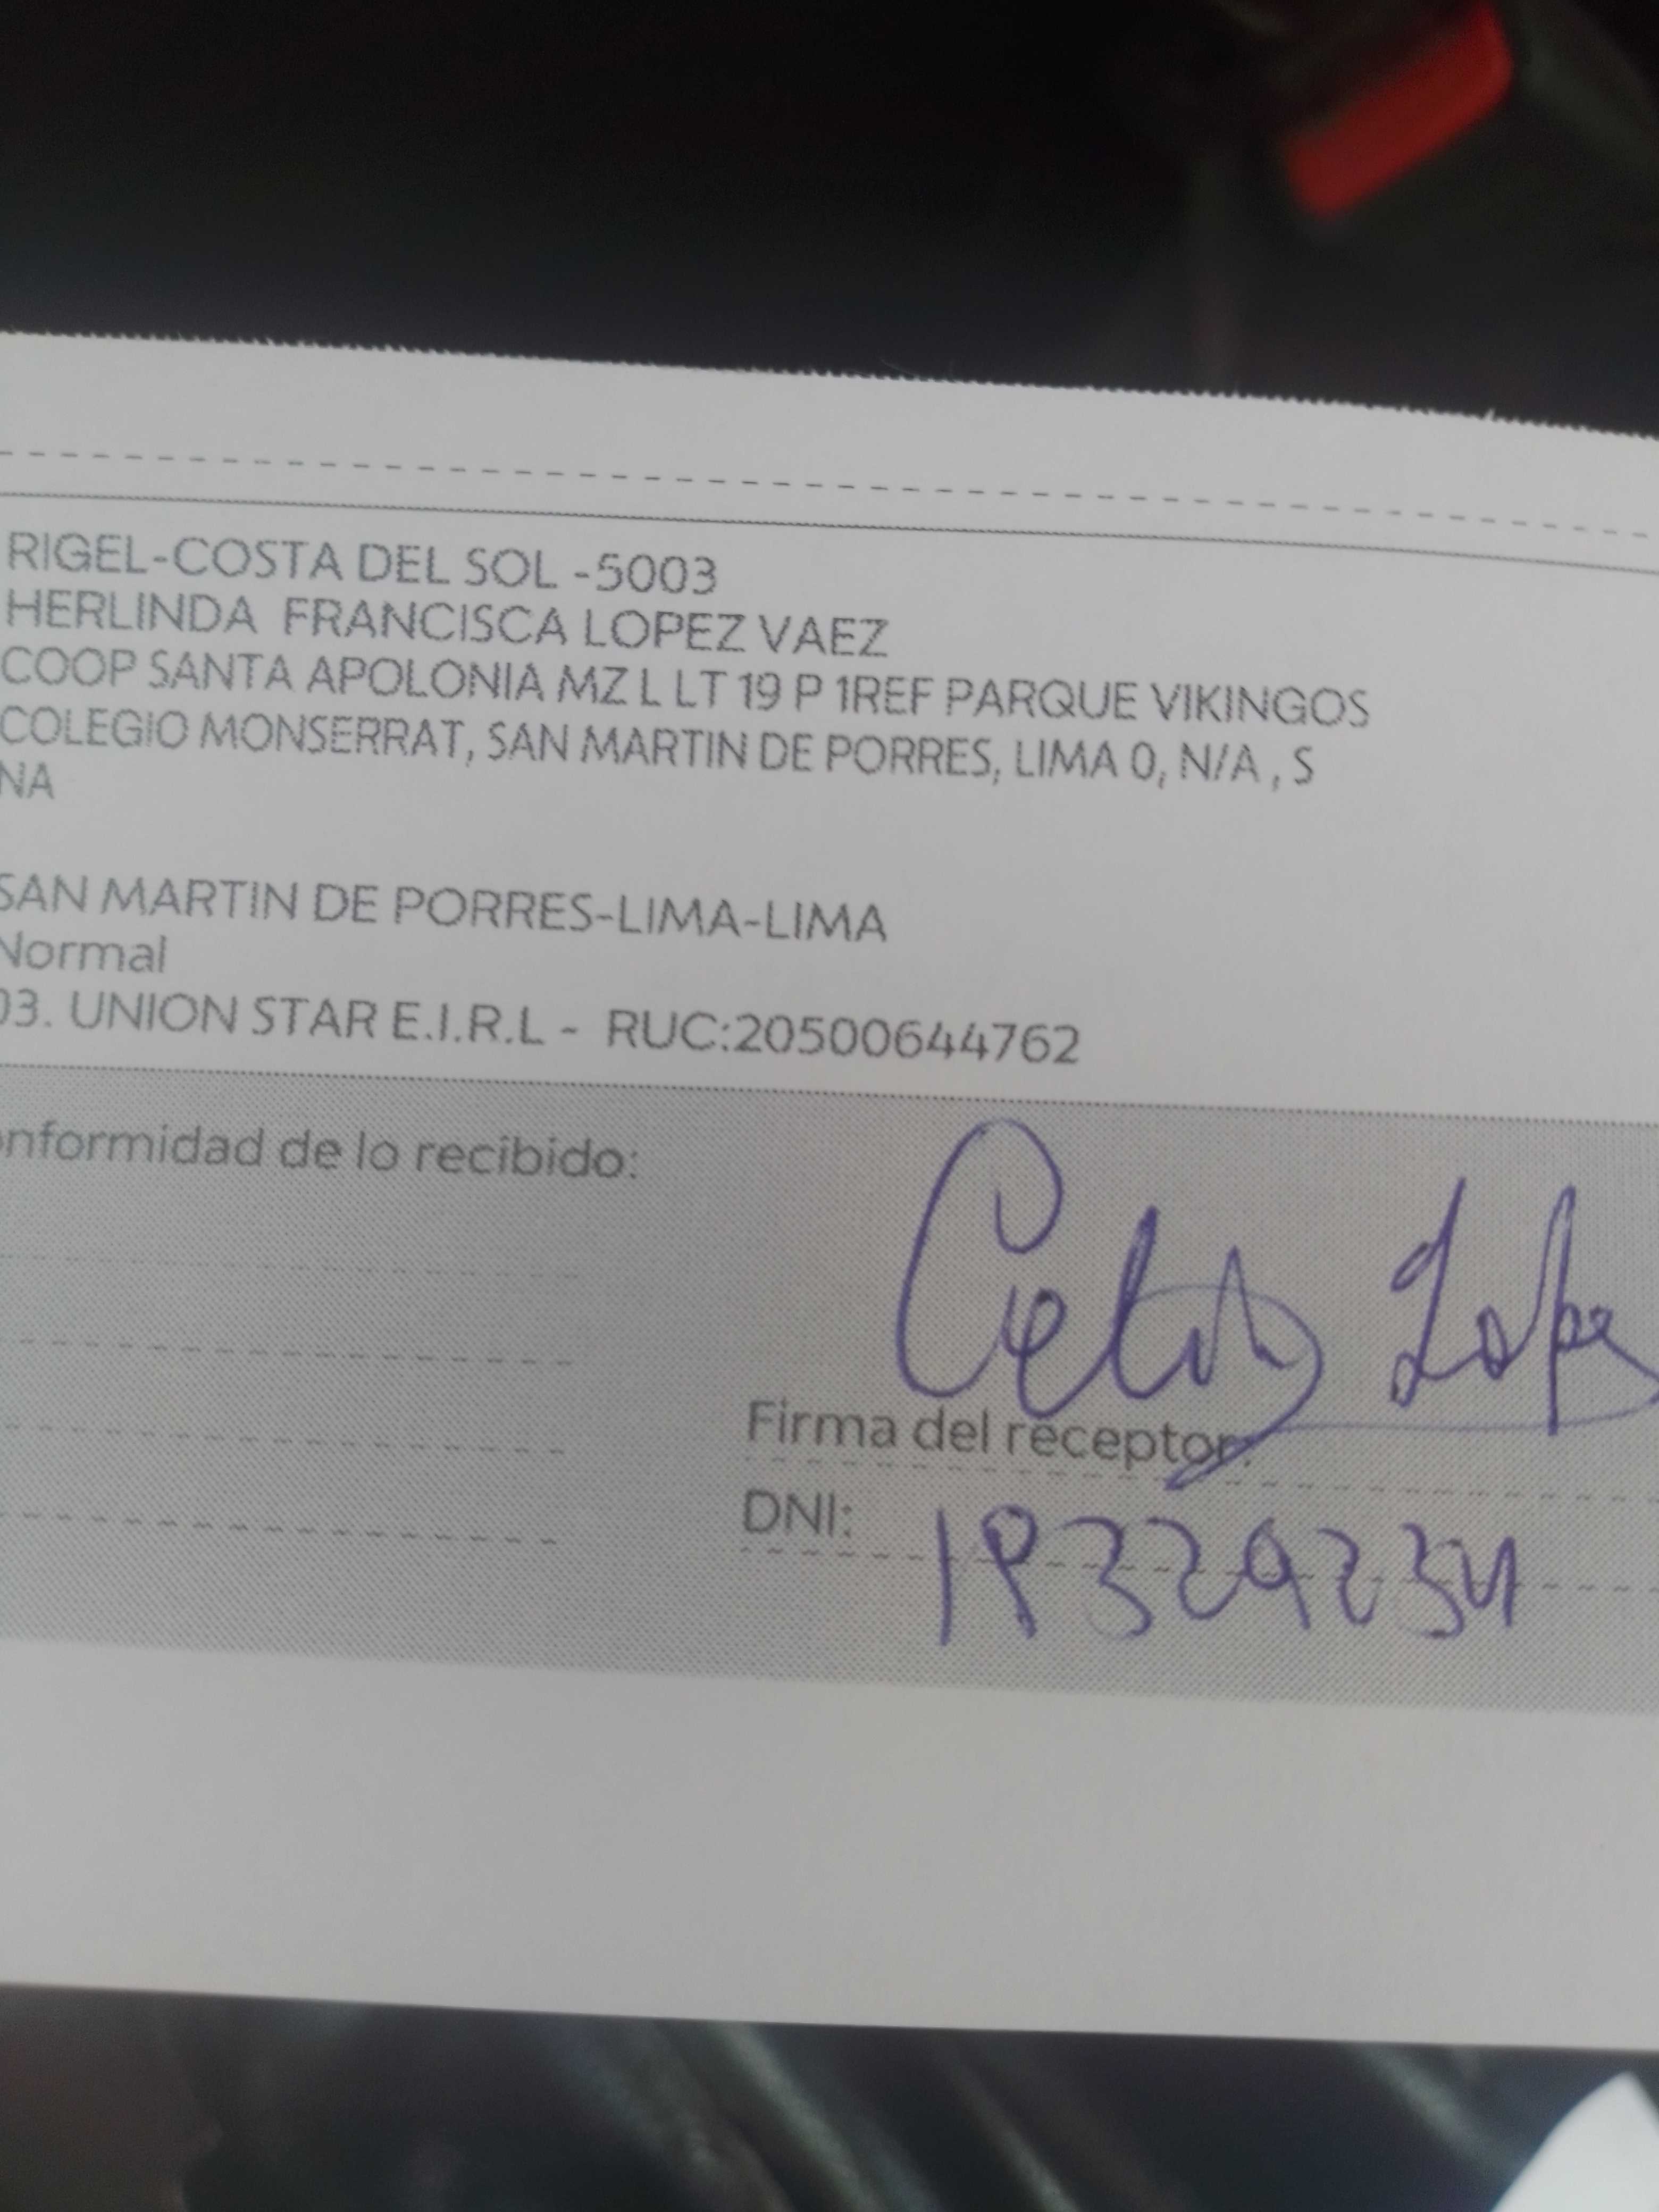 RIGEL-COSTA DEL SOL -5003
HERLINDA FRANCISCA LOPEZ VAEZ
COOP SANTA APOLONIA MZ L LT 19 P 1REF PARQUE VIKINGOS
COLEGIO MONSERRAT, SAN MARTIN DE PORRES, LIMA 0, N/A , S
NA
SAN MARTIN DE PORRES-LIMA-LIMA
Normal
03. UNION STAR E.I.R.L - RUC:20500644762
onformidad de lo recibido:
Firma del receptor:
DNI: 19329234